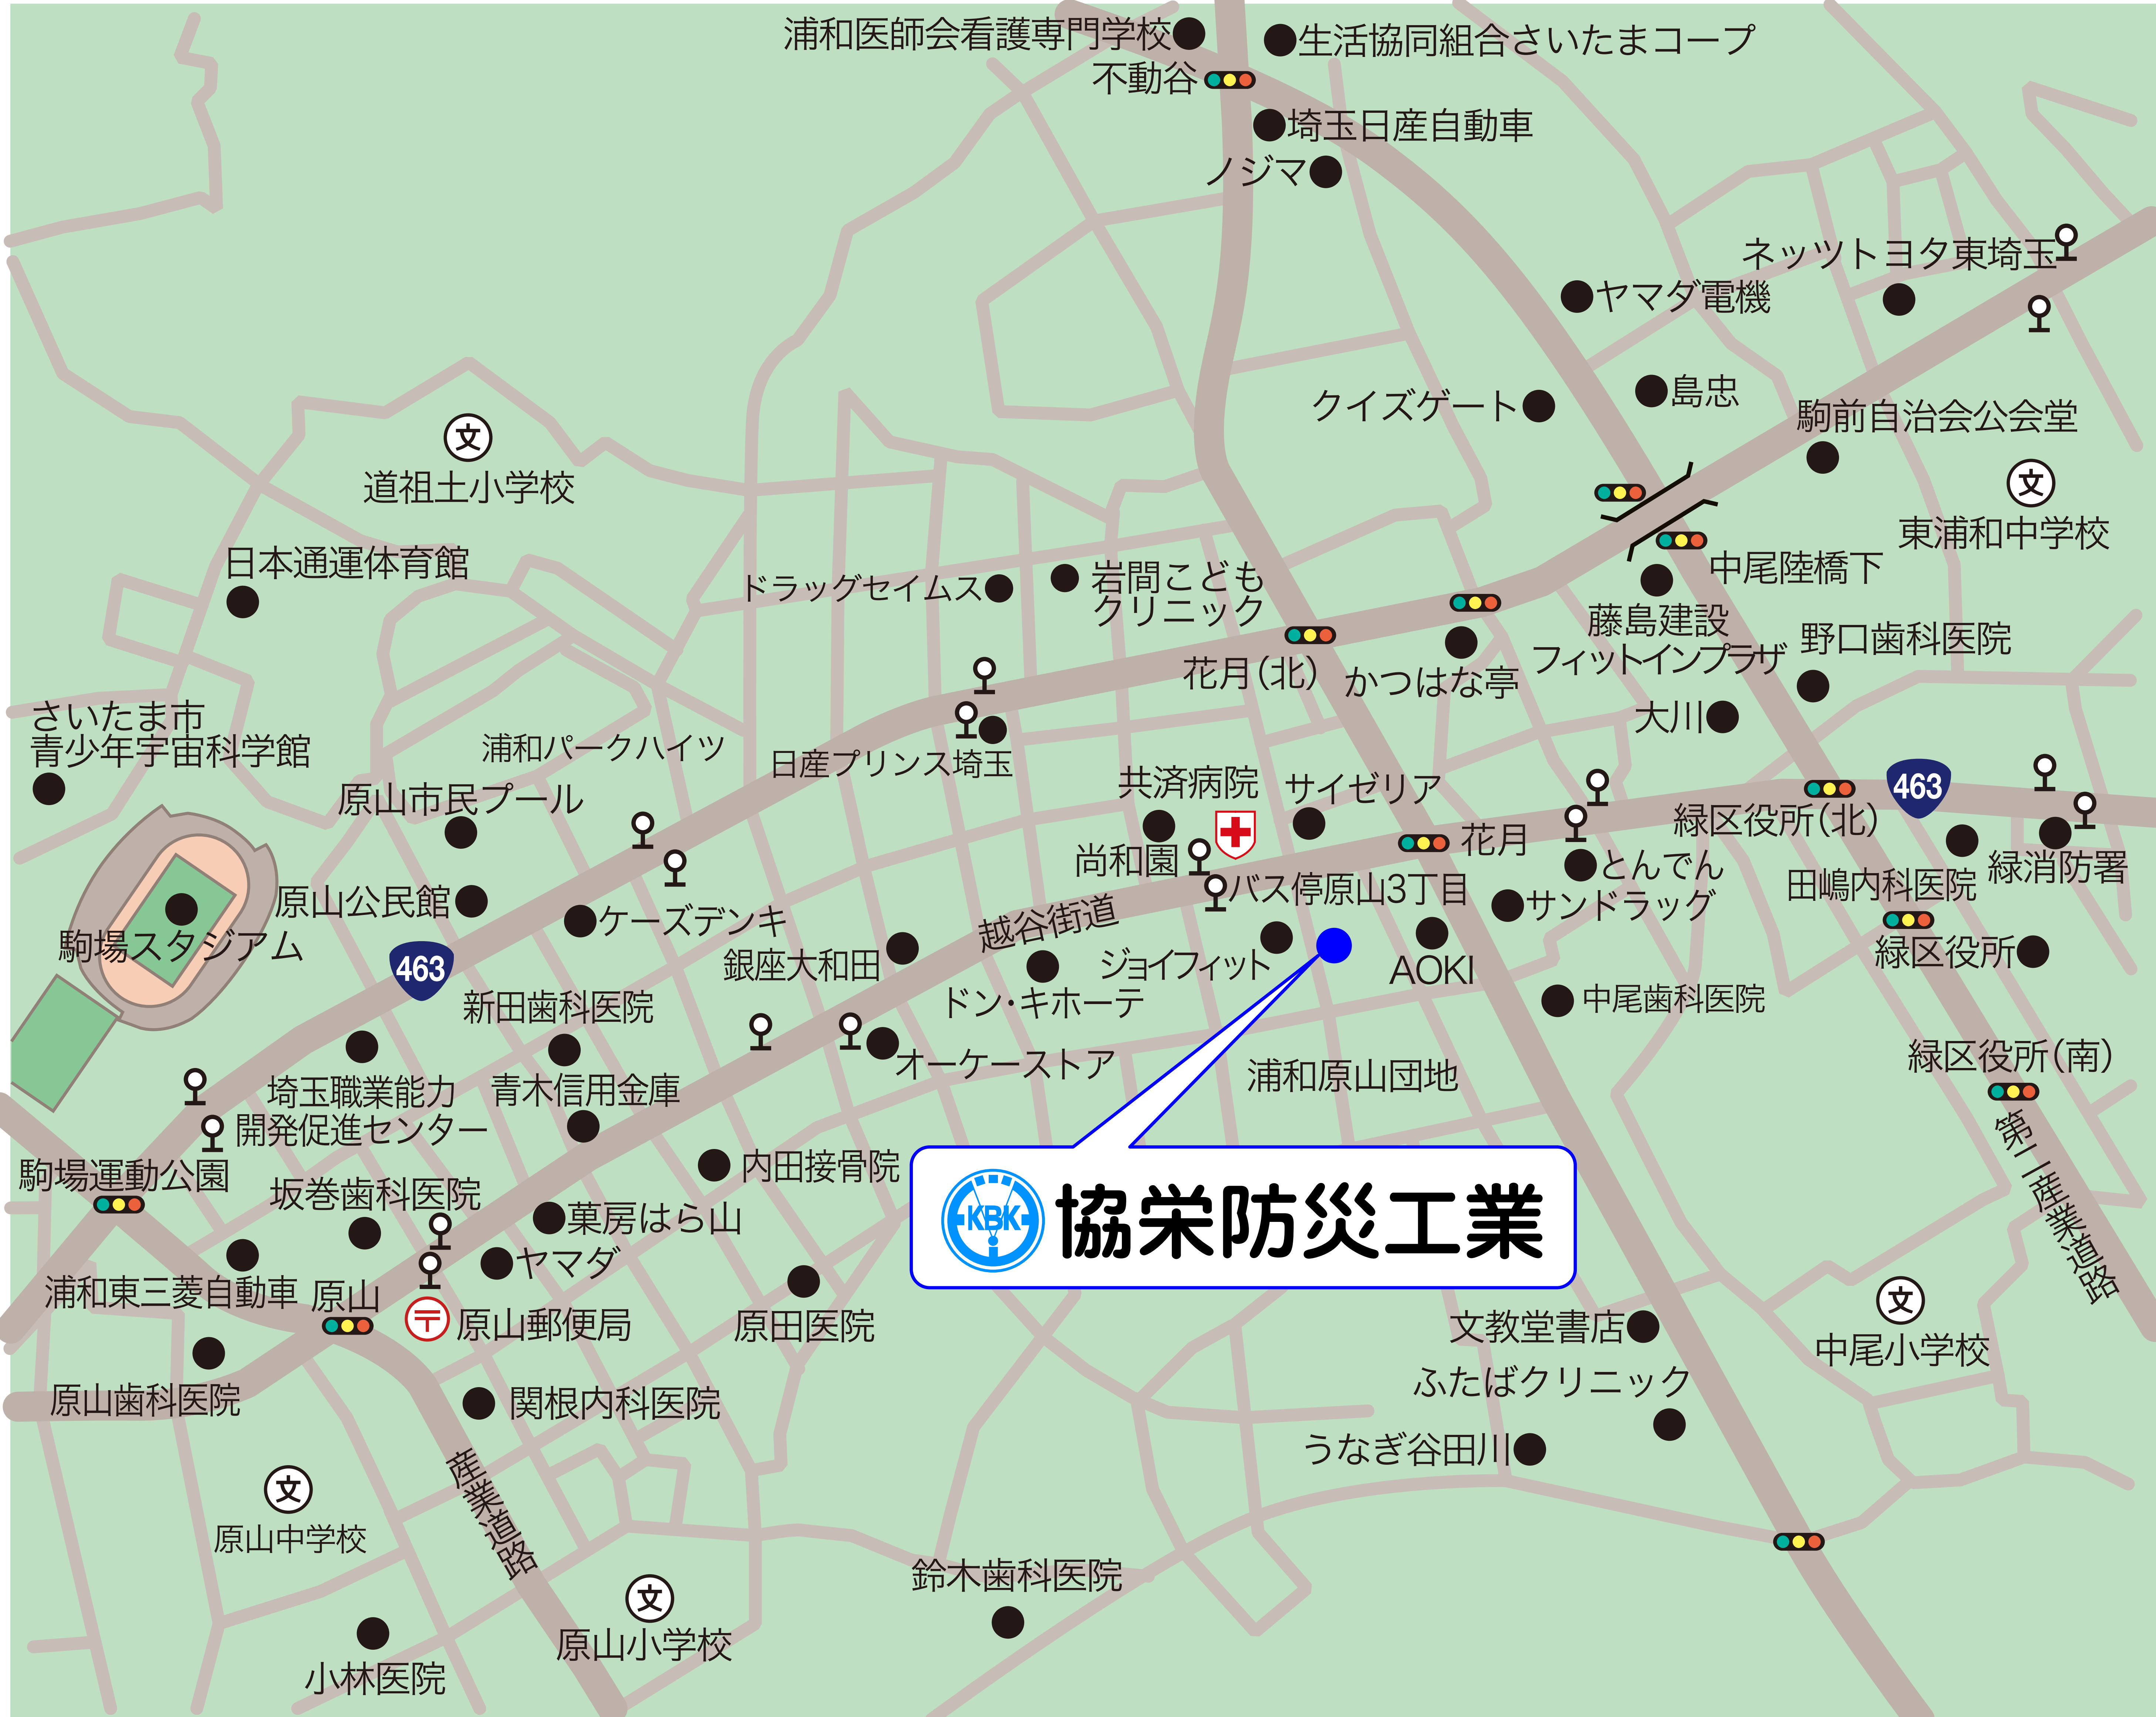 浦和医師会看護専門学校
生活協同組合さいたまコープ
不動谷
埼玉日産自動車
ノジマ
ネッツトヨタ東埼玉
ヤマダ電機
クイズゲート
島忠
駒前自治会公会堂
文
道祖土小学校
文
東浦和中学校
日本通運体育館
中尾陸橋下
ドラッグセイムス
岩間こども
クリニック
藤島建設
フィットインプラザ
野口歯科医院
花月(北)
かつはな亭
大川
さいたま市
青少年宇宙科学館
浦和パークハイツ
日産プリンス埼玉
原山市民プール
共済病院
サイゼリア
463
緑区役所(北)
花月
尚和園
とんでん
緑消防署
田嶋内科医院
バス停原山3丁目
サンドラッグ
原山公民館
ケーズデンキ
越谷街道
駒場スタジアム
463
銀座大和田
ジョイフィット
AOKI
緑区役所
新田歯科医院
ドン・キホーテ
中尾歯科医院
オーケーストア
緑区役所(南)
浦和原山団地
埼玉職業能力
開発促進センター
青木信用金庫
第二産業道路
駒場運動公園
坂巻歯科医院
内田接骨院
菓房はら山
KBK
協栄防災工業
ヤマダ
浦和東三菱自動車
原山
〒
原山郵便局
原田医院
文
中尾小学校
文教堂書店
原山歯科医院
関根内科医院
ふたばクリニック
うなぎ谷田川
産業道路
文
原山中学校
鈴木歯科医院
文
原山小学校
小林医院